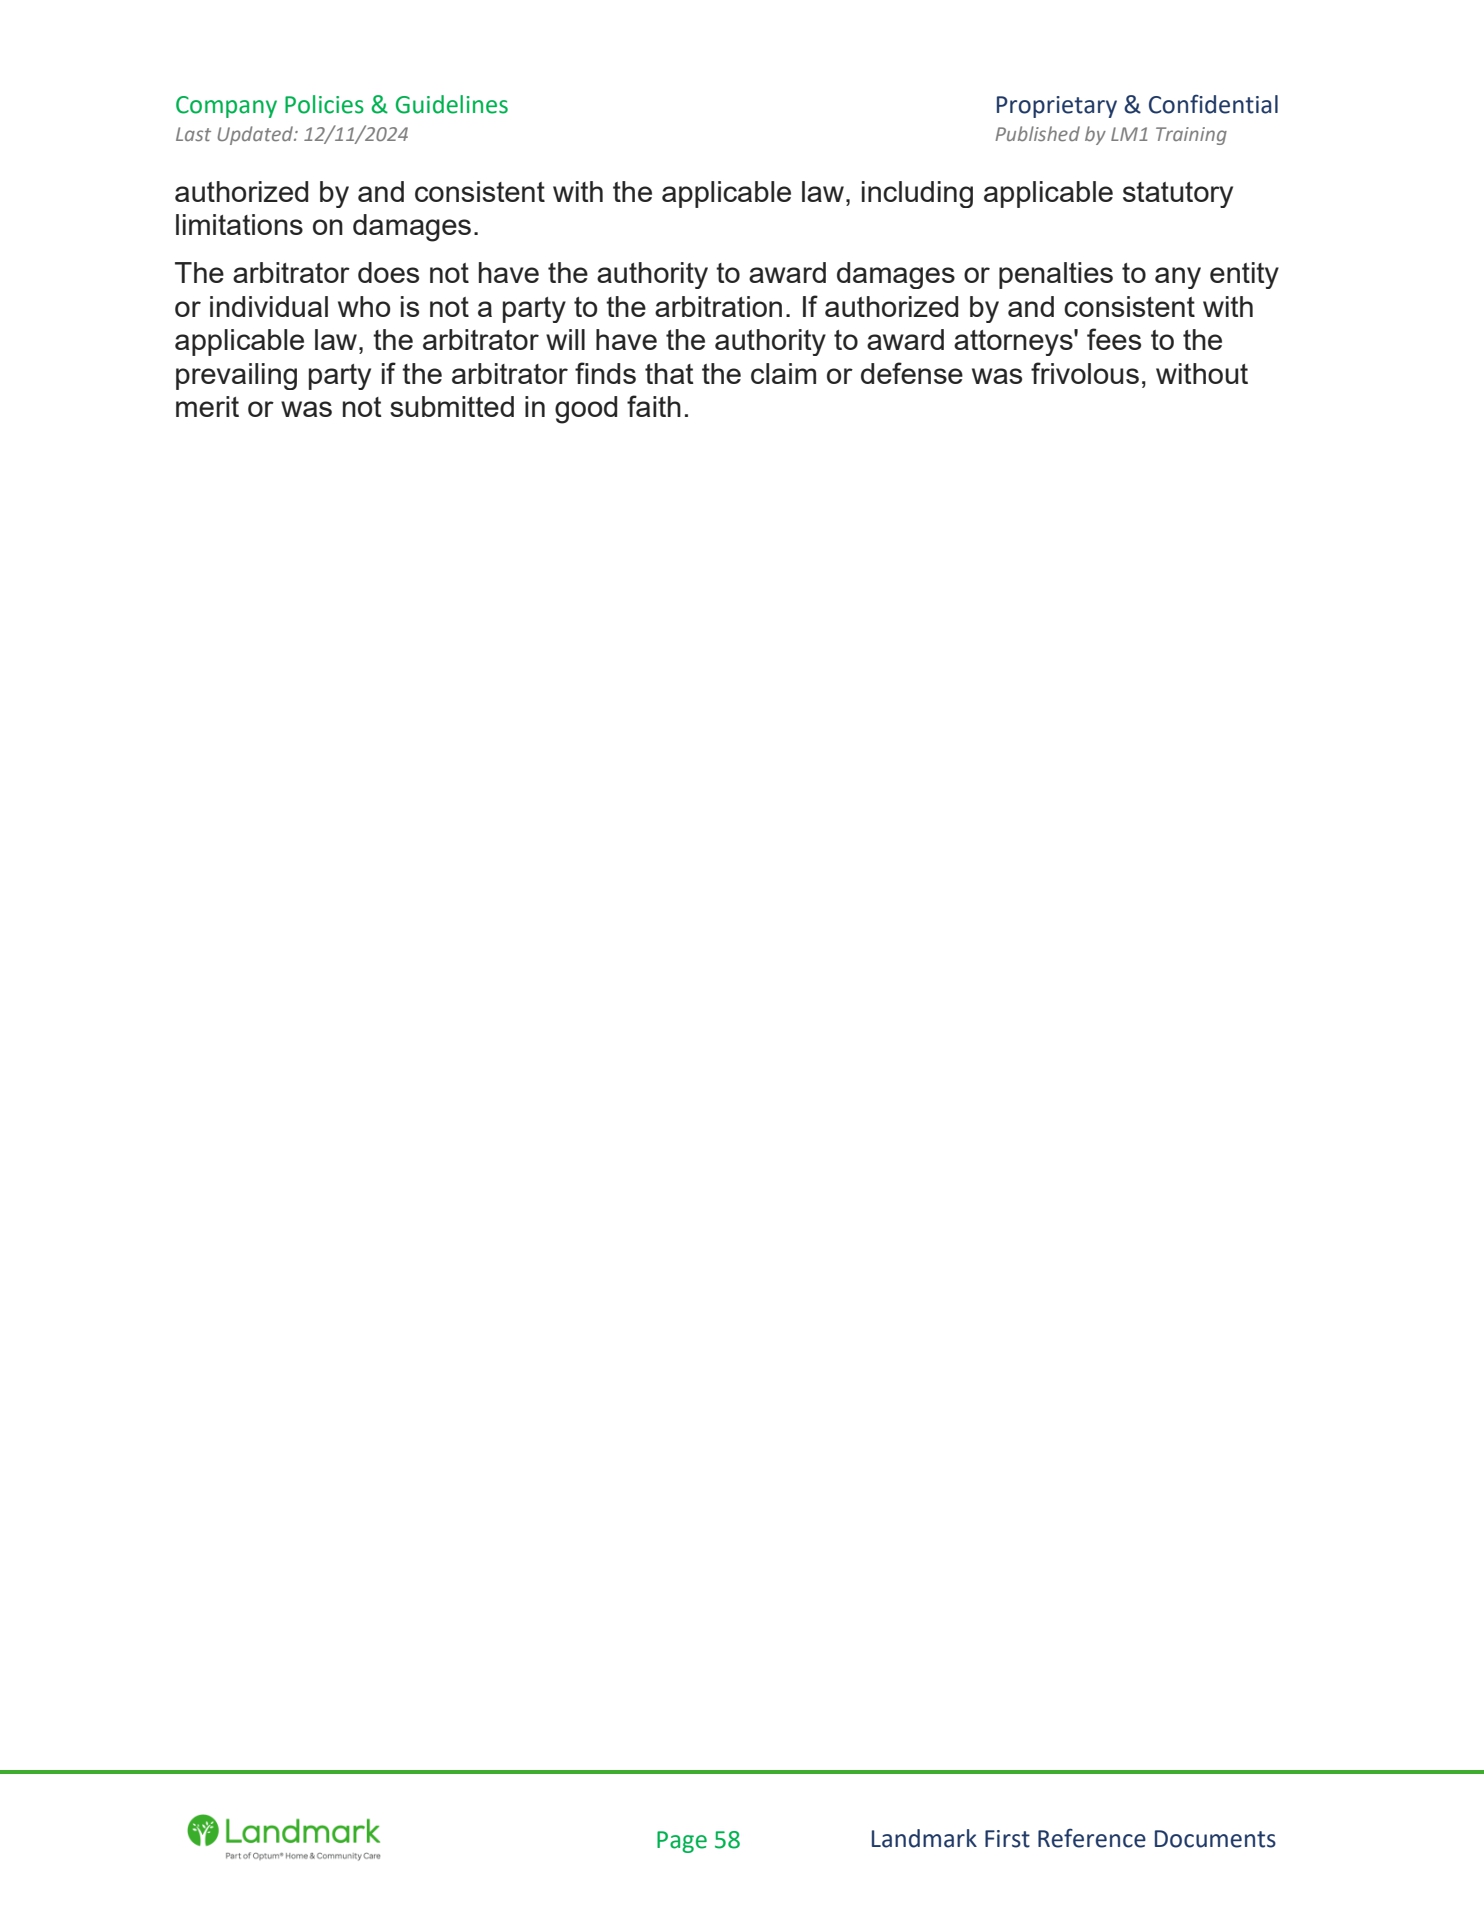 Company Policies & Guidelines
Proprietary & Confidential
Last Updated: 12/11/2024
Published by LM1 Training
authorized by and consistent with the applicable law, including applicable statutory
limitations on damages.
The arbitrator does not have the authority to award damages or penalties to any entity
or individual who is not a party to the arbitration. If authorized by and consistent with
applicable law, the arbitrator will have the authority to award attorneys' fees to the
prevailing party if the arbitrator finds that the claim or defense was frivolous, without
merit or was not submitted in good faith.
Landmark
Part of Optum® Home & Community Care
Page 58
Landmark First Reference Documents